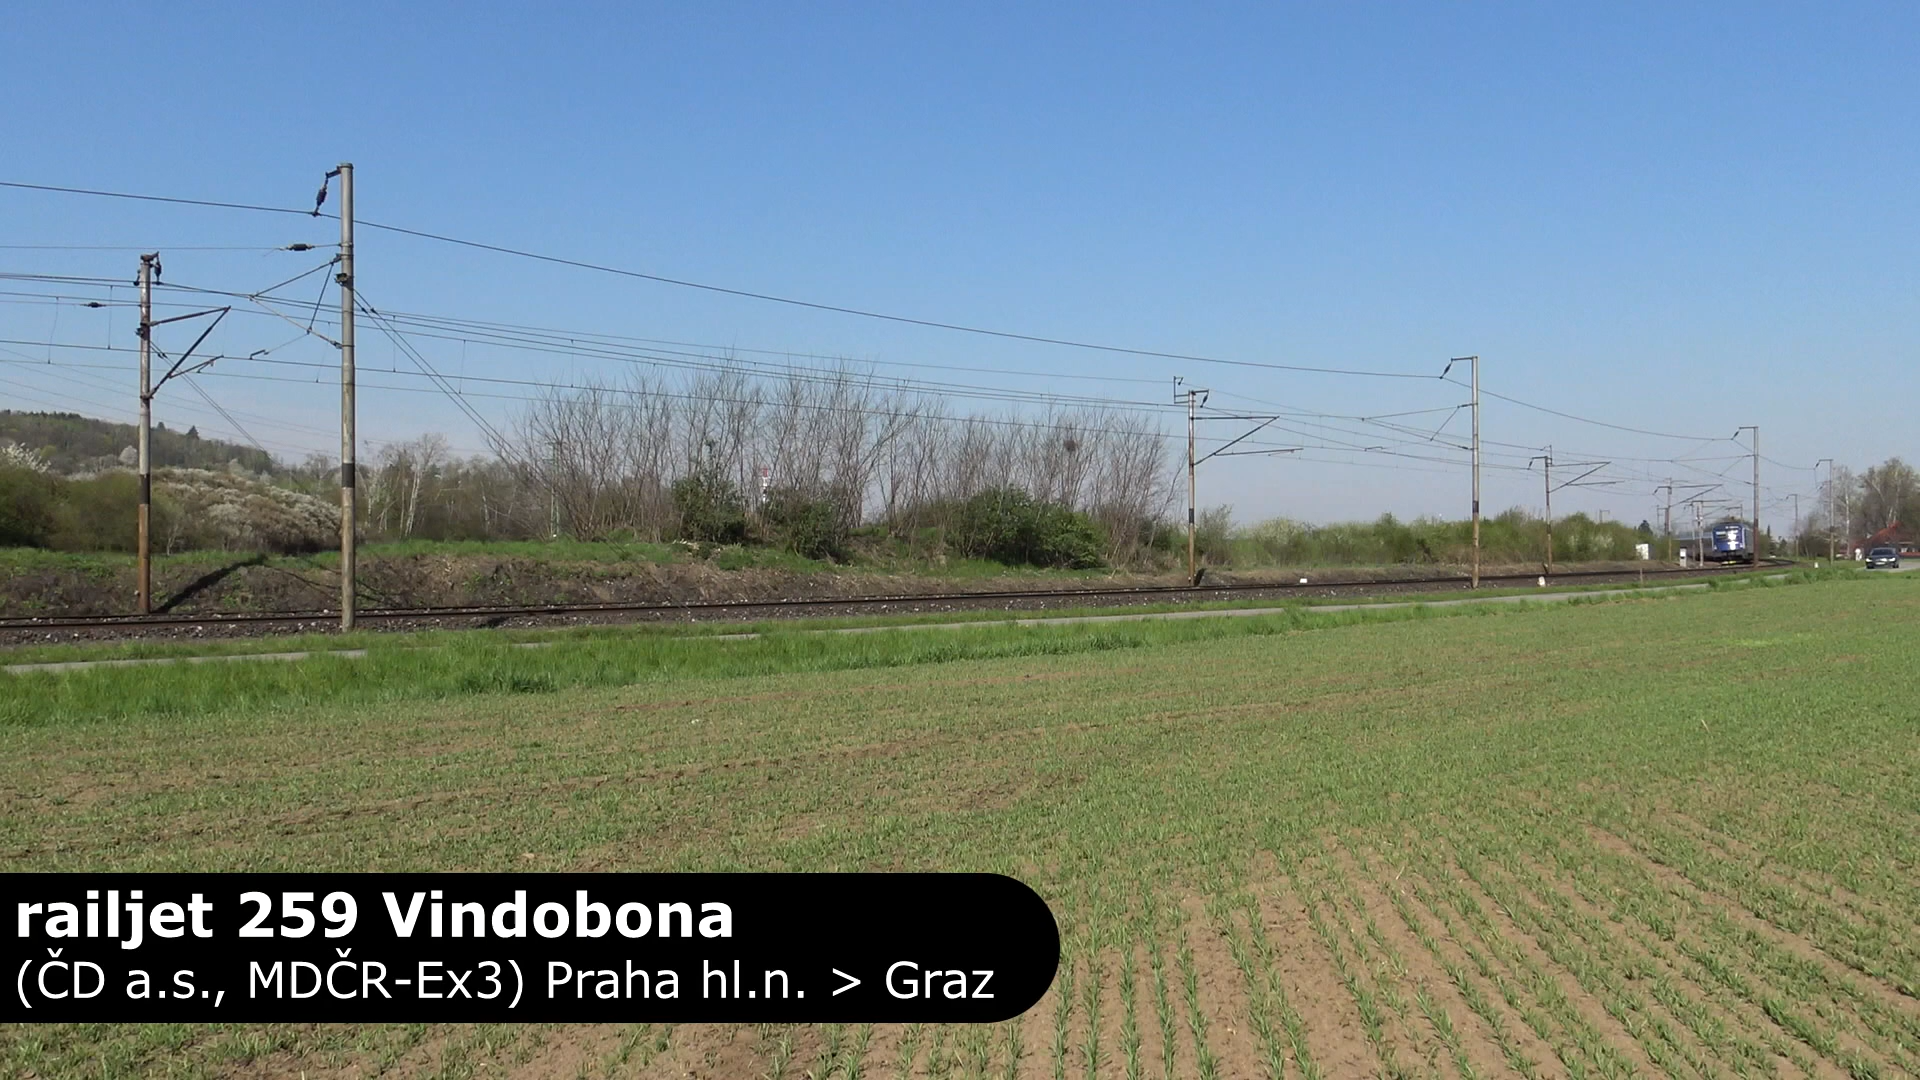 railjet 259 Vindobona
(ČD a.s., MDČR-Ex3) Praha hl.n. > Graz